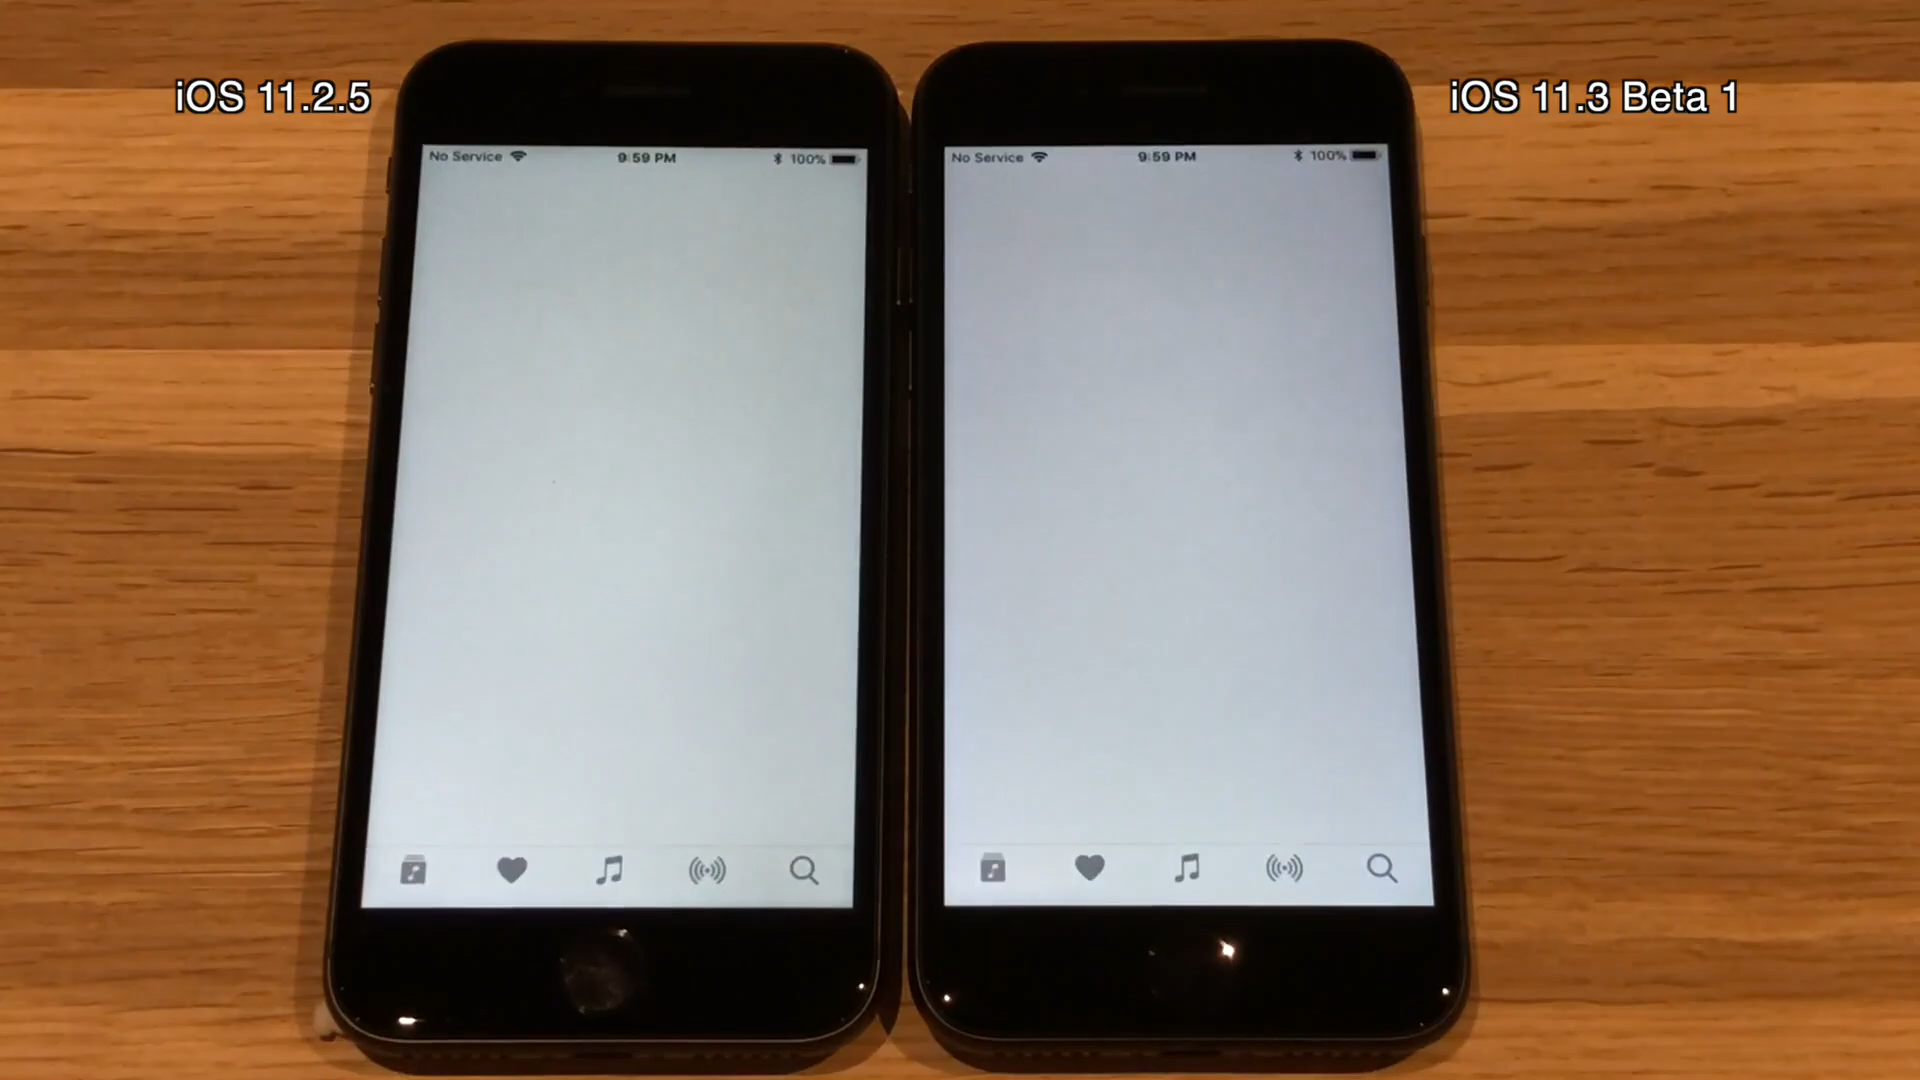 iOS 11.2.5
iOS 11.3 Beta 1
No Service 9:59 PM 100%
No Service 9:59 PM 100%